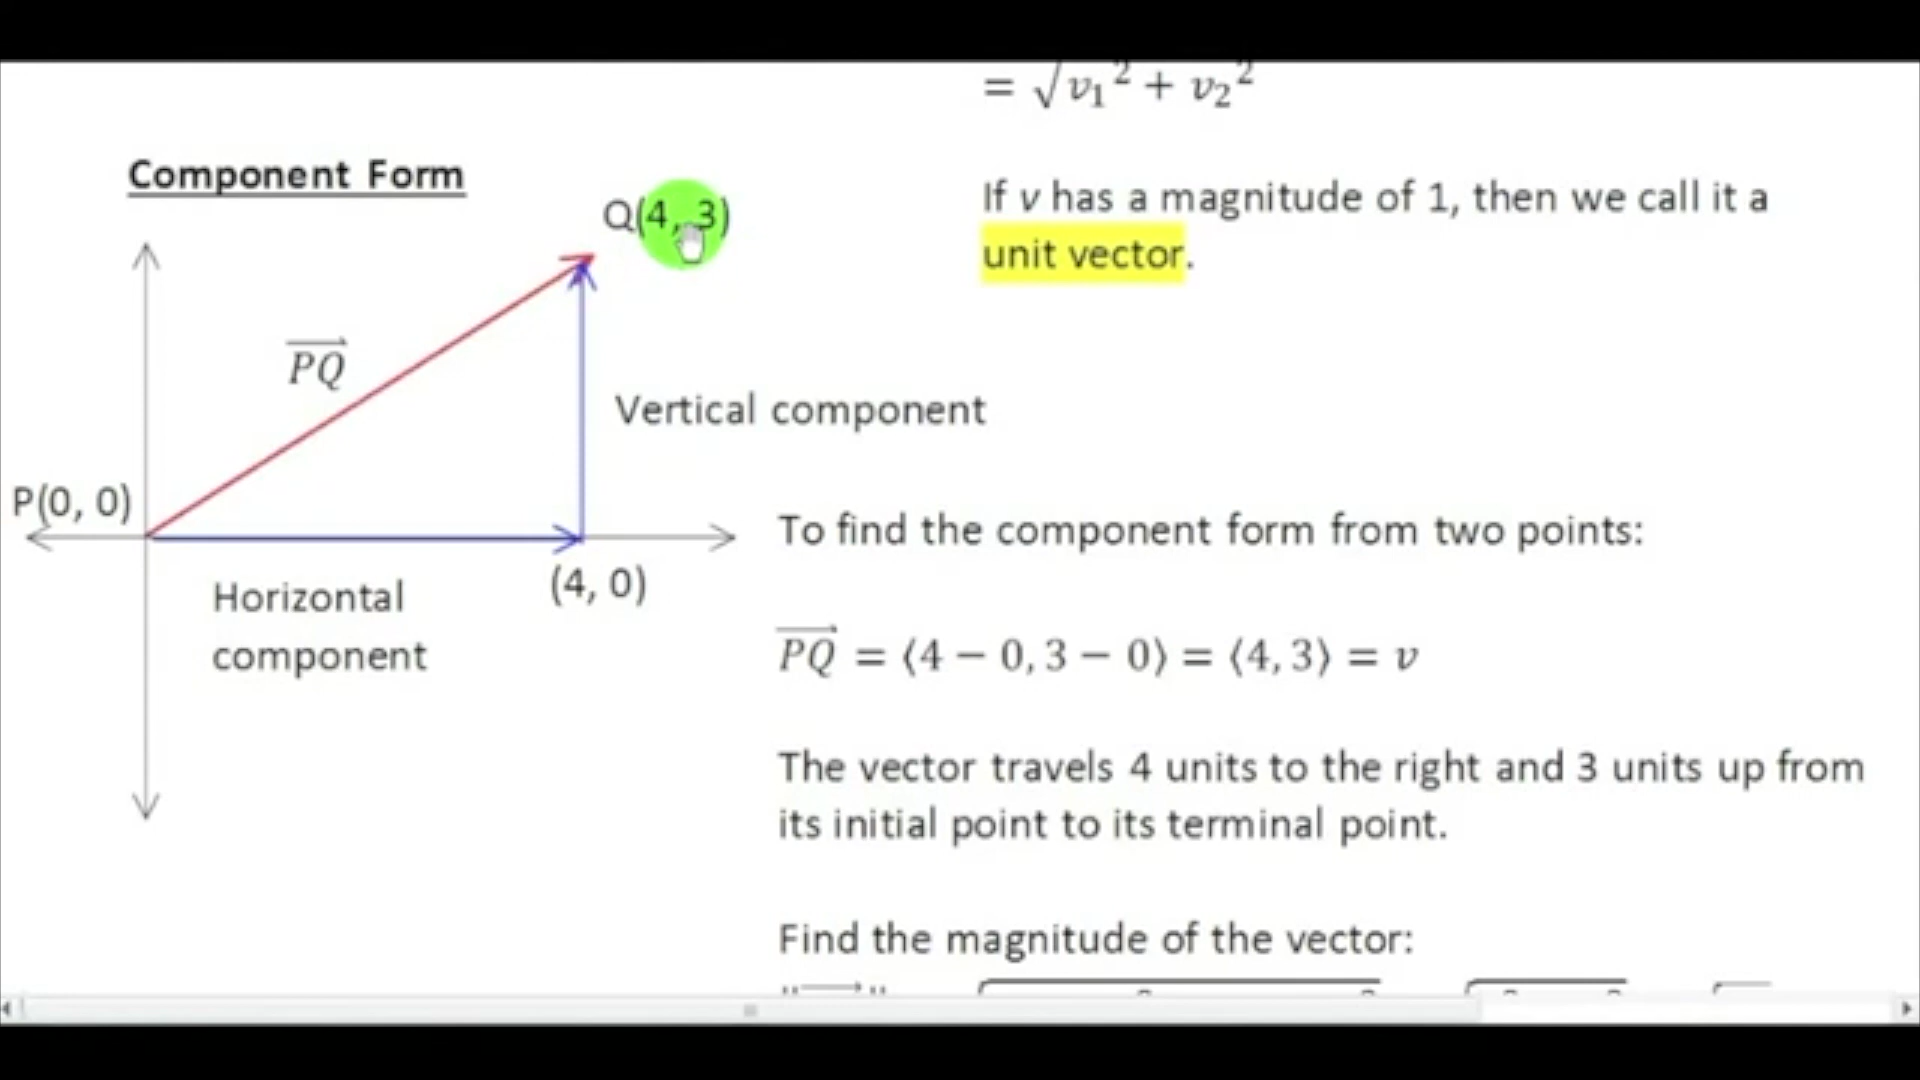 = √v₁² + v₂²
Component Form
Q(4, 3)
If v has a magnitude of 1, then we call it a
unit vector.
PQ
Vertical component
P(0, 0)
(4, 0)
Horizontal
component
To find the component form from two points:
PQ = ⟨4 − 0, 3 − 0⟩ = ⟨4, 3⟩ = v
The vector travels 4 units to the right and 3 units up from
its initial point to its terminal point.
Find the magnitude of the vector: